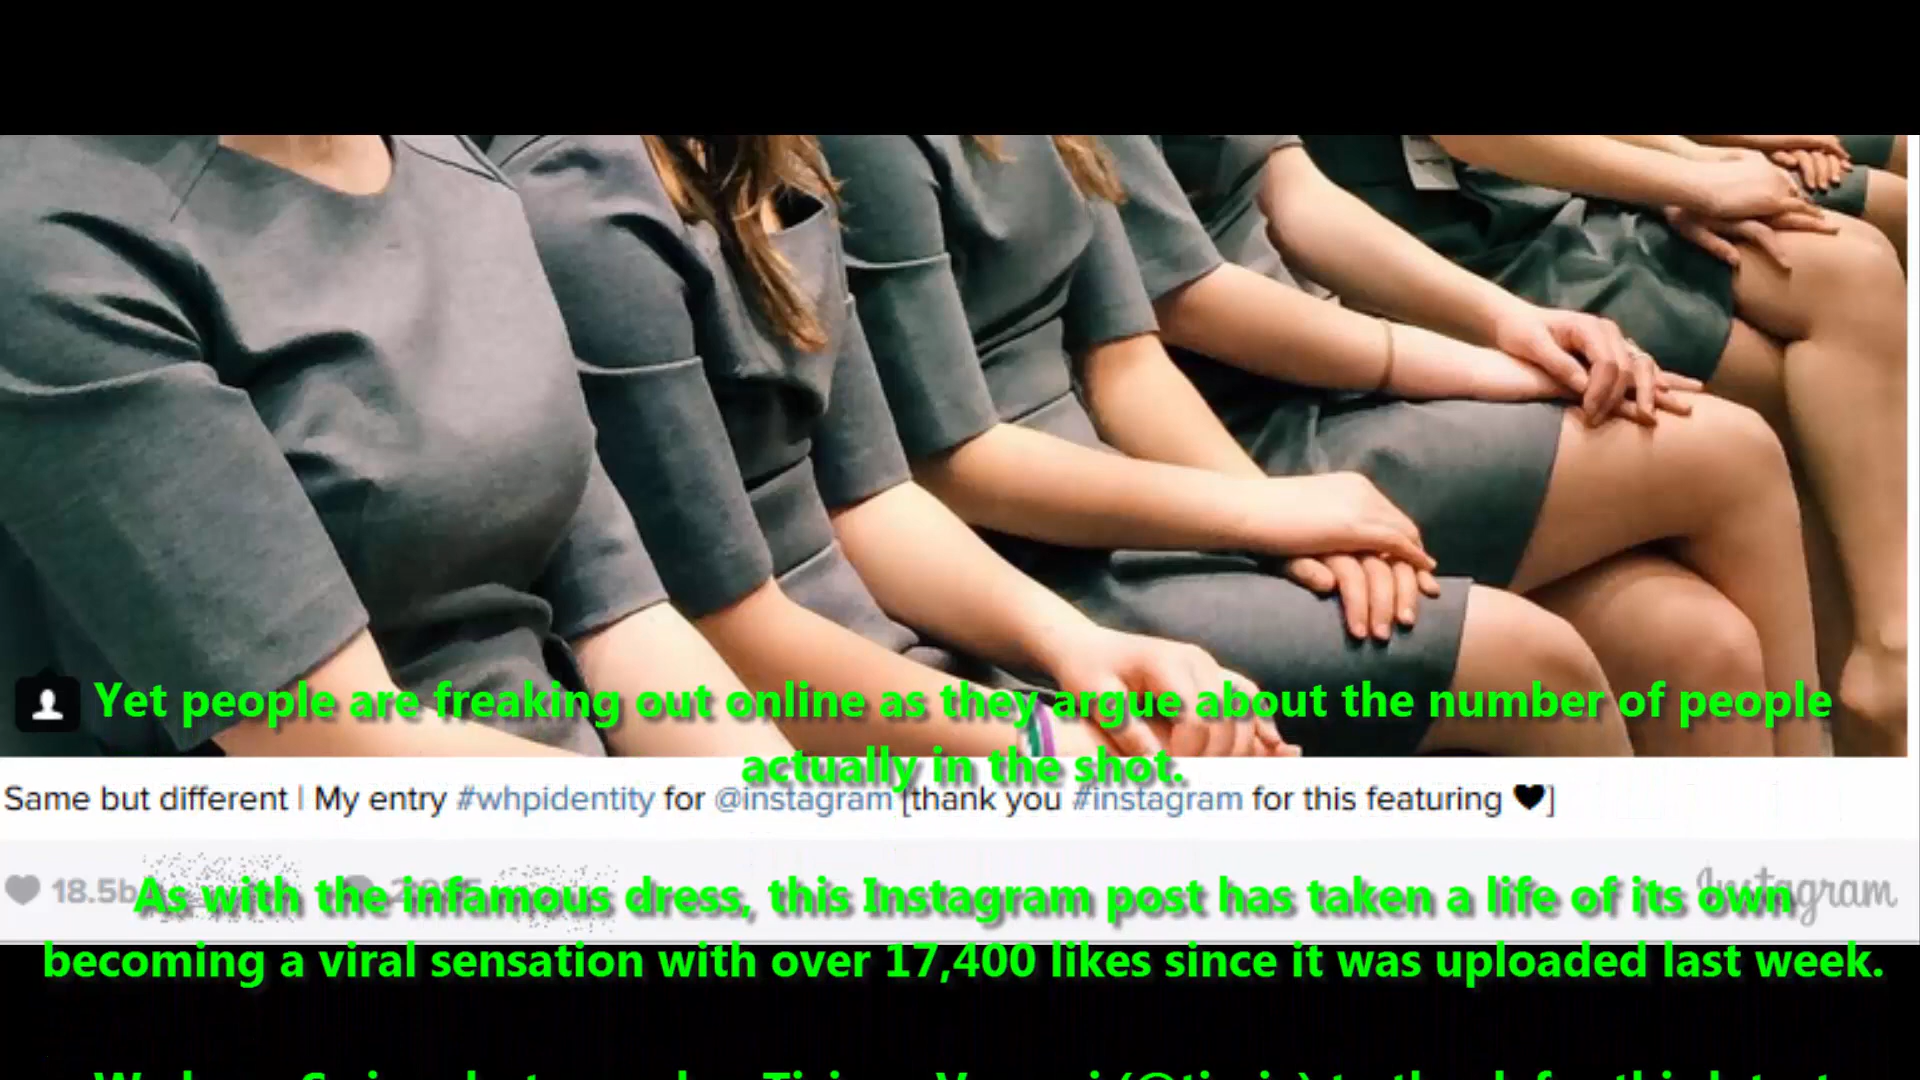 Yet people are freaking out online as they argue about the number of people
actually in the shot.
Same but different | My entry #whpidentity for @instagram [thank you #instagram for this featuring 🖤]
18.5b
Instagram
As with the infamous dress, this Instagram post has taken a life of its own
becoming a viral sensation with over 17,400 likes since it was uploaded last week.